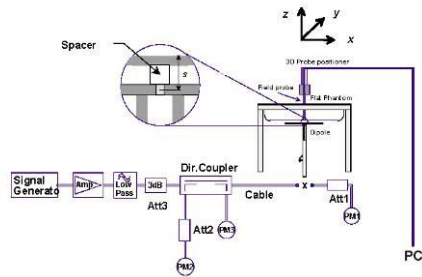 z
y
x
Spacer
s
3D Probe positioner
Field probe
Flat Phantom
Dipole
Dir.Coupler
Signal
Generato
Amp
Low
Pass
3dB
Att3
Cable
x
Att1
PM1
Att2
PM3
PM2
PC